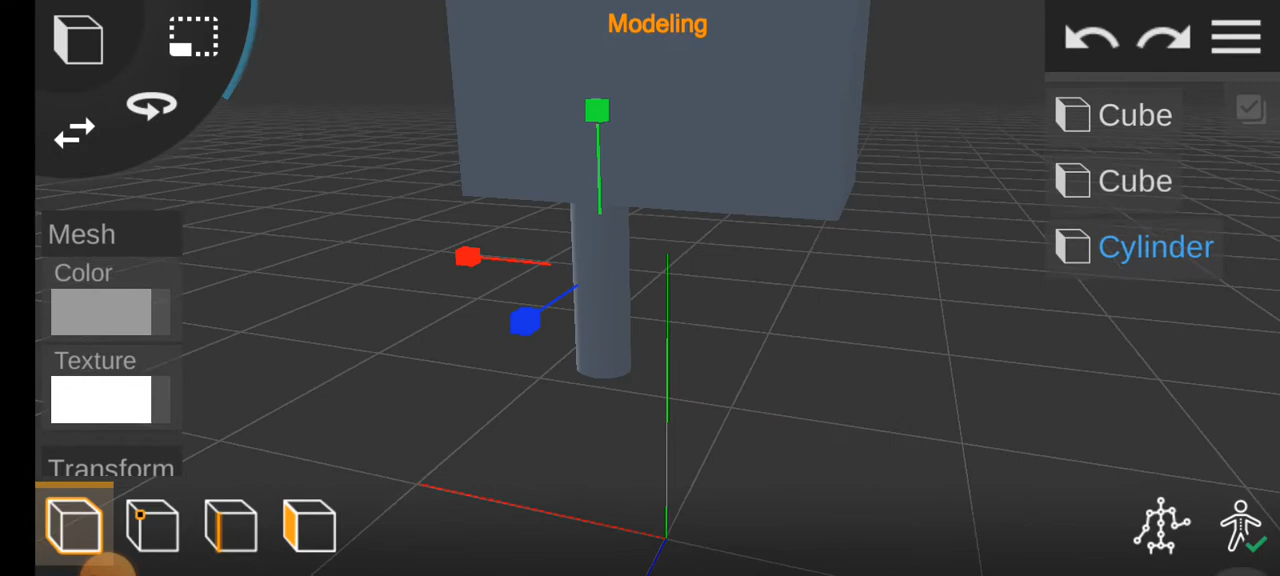 Modeling
Cube
Cube
Cylinder
Mesh
Color
Texture
Transform